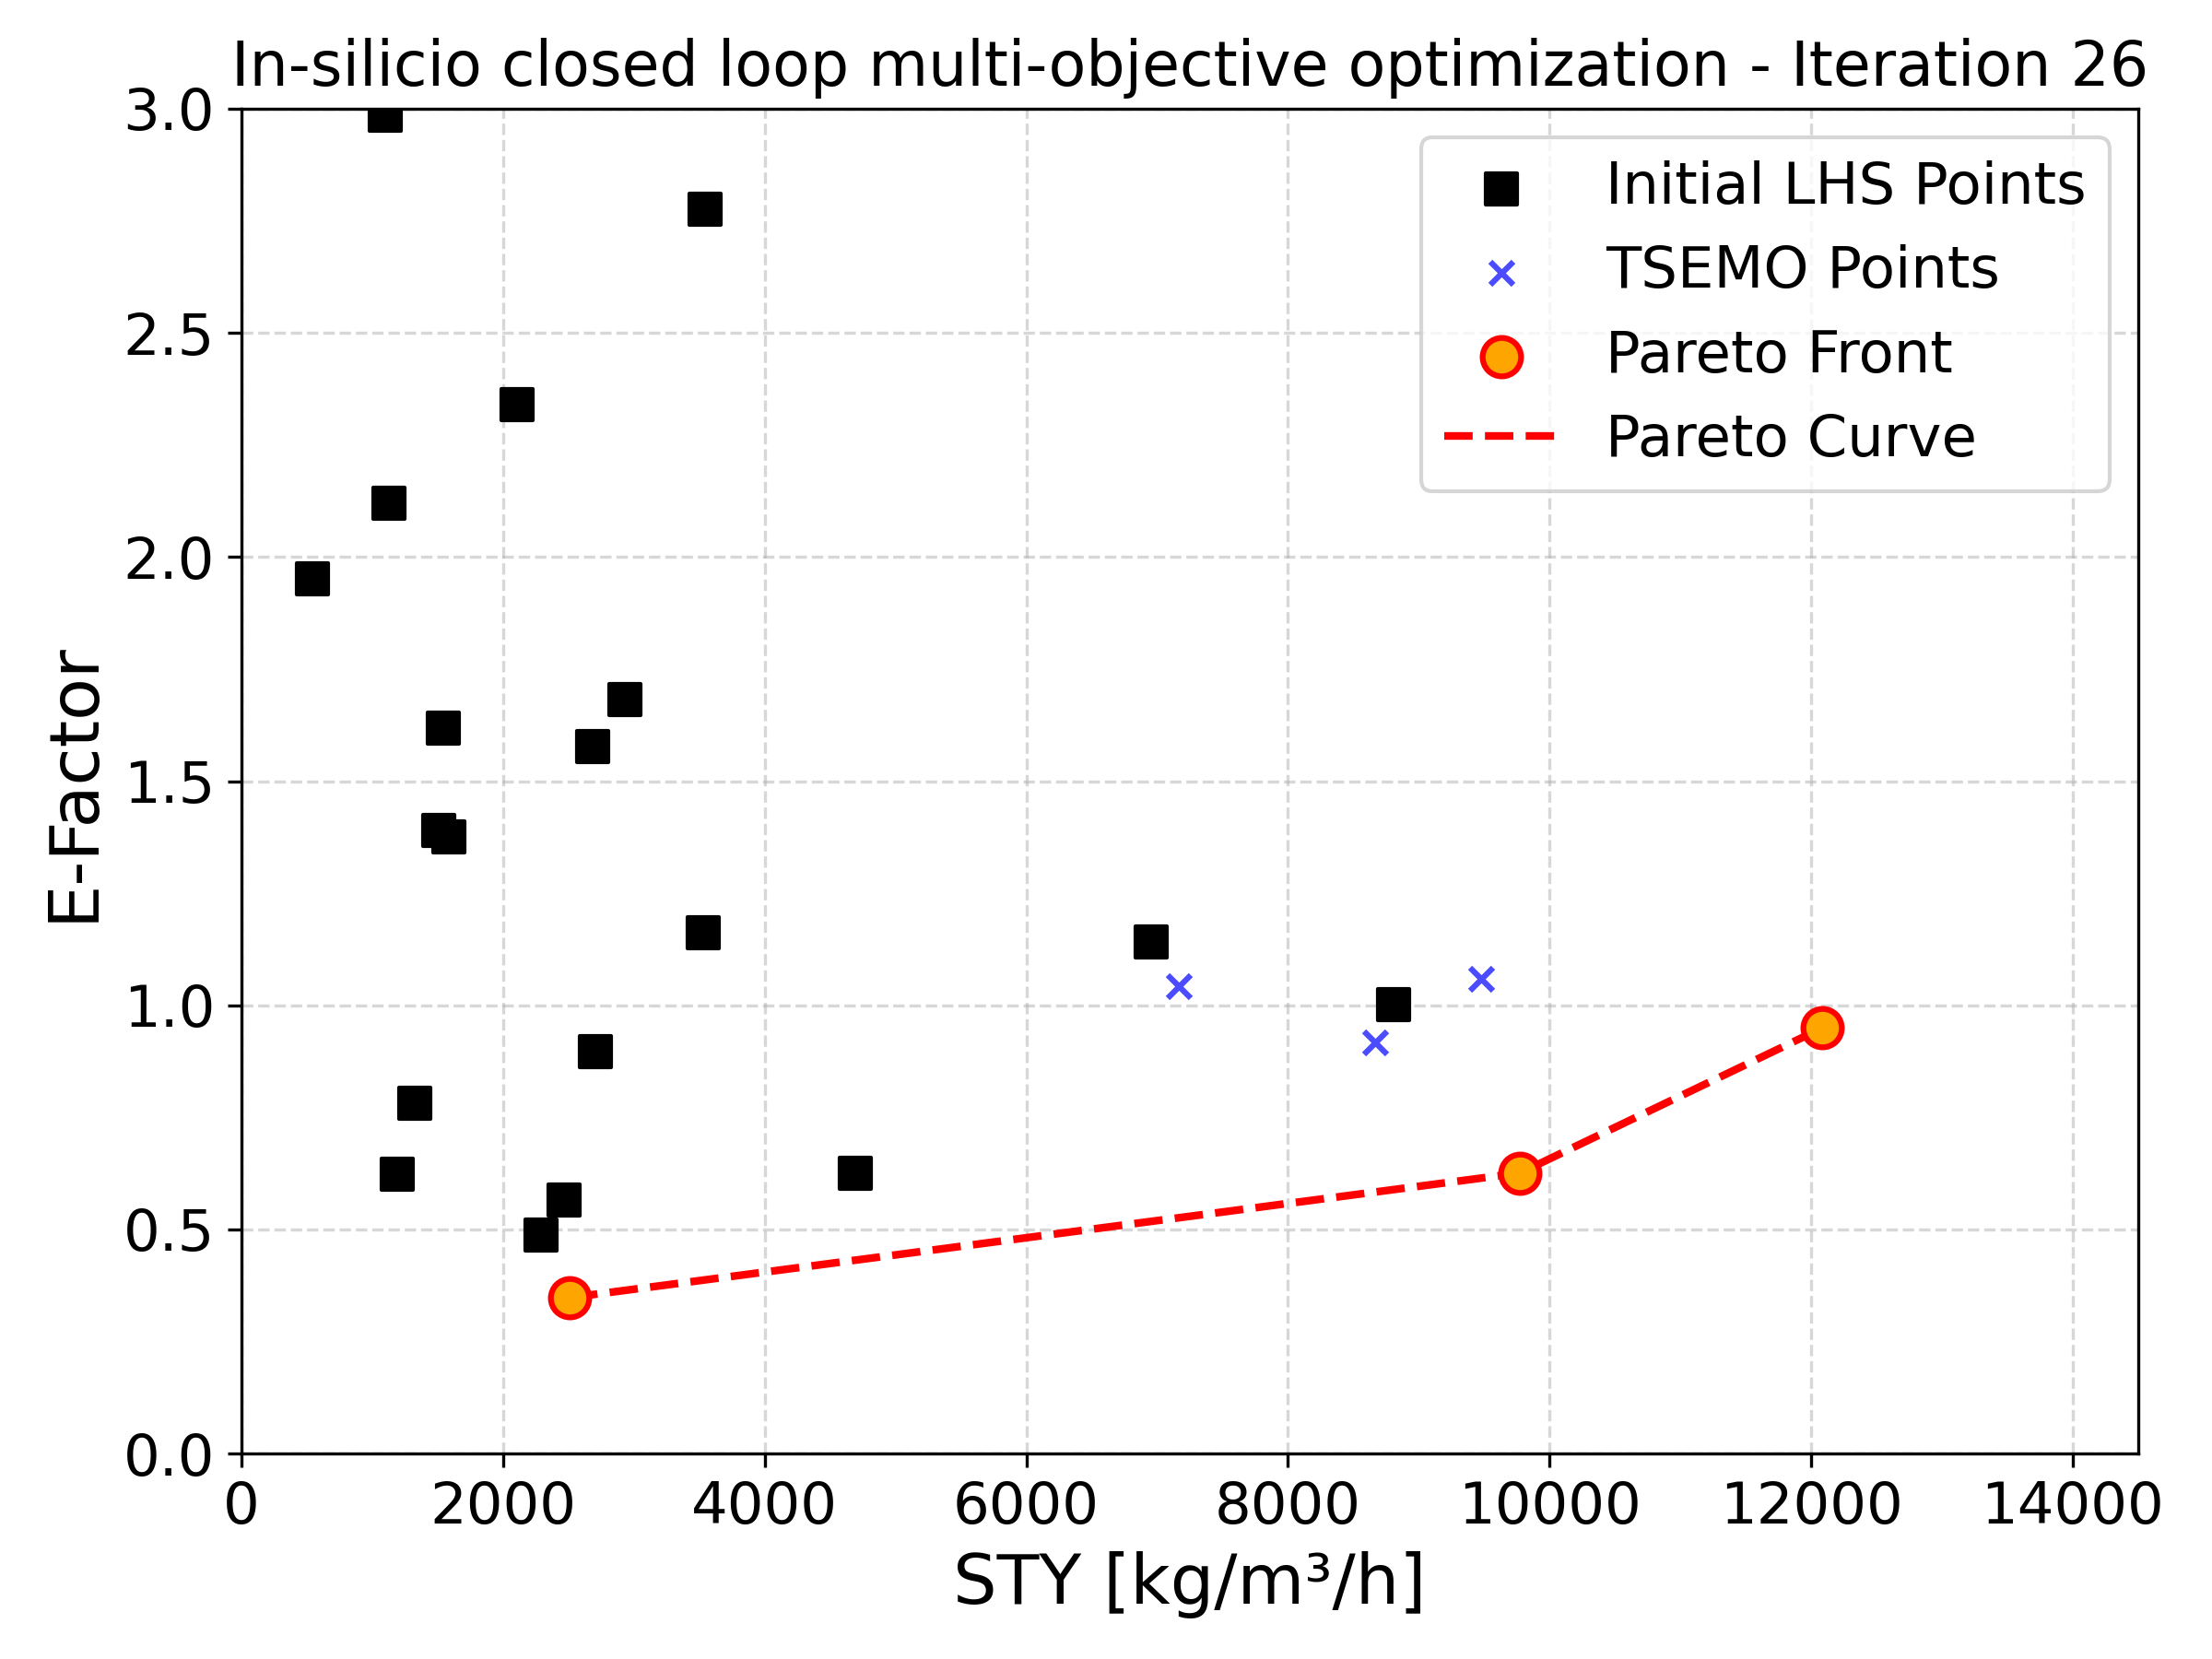 In-silicio closed loop multi-objective optimization - Iteration 26
3.0
2.5
2.0
1.5
1.0
0.5
0.0
E-Factor
Initial LHS Points
TSEMO Points
Pareto Front
Pareto Curve
0 2000 4000 6000 8000 10000 12000 14000
STY [kg/m³/h]